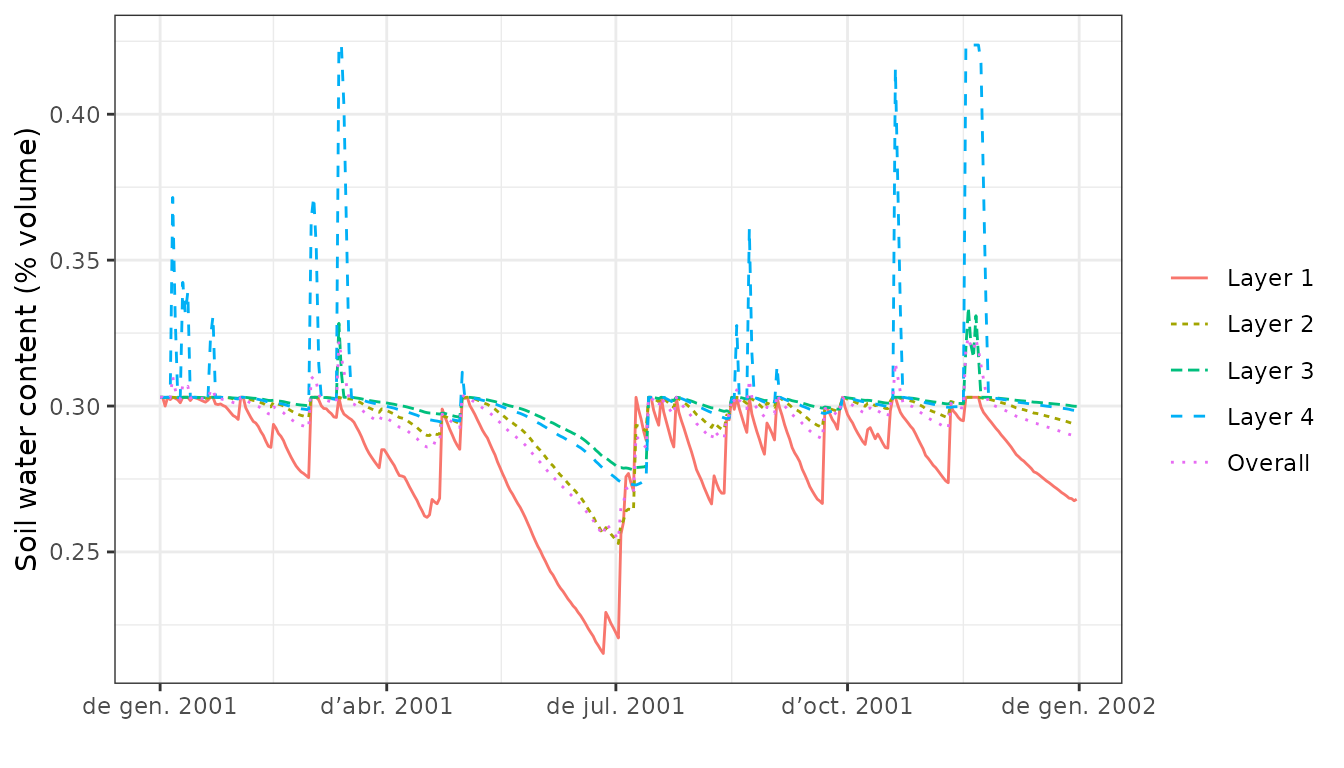 Soil water content (% volume)
0.40
0.35
0.30
0.25
de gen. 2001
d’abr. 2001
de jul. 2001
d’oct. 2001
de gen. 2002
Layer 1
Layer 2
Layer 3
Layer 4
Overall